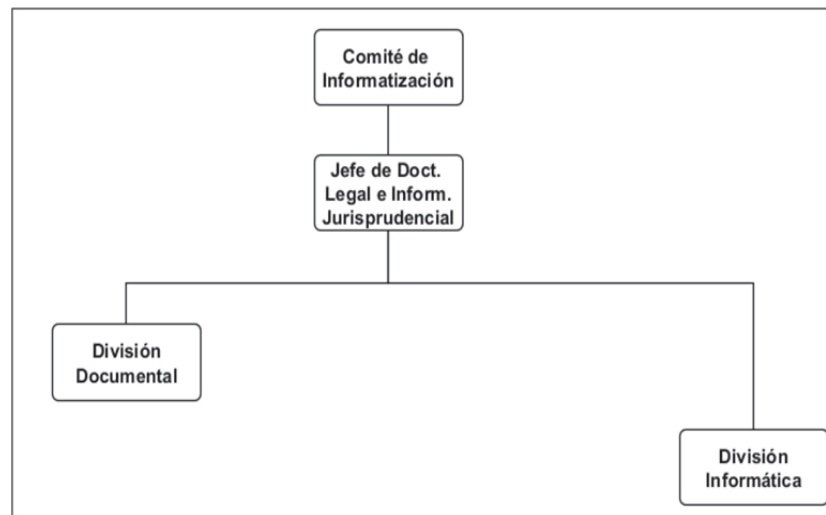 Comité de
Informatización
Jefe de Doct.
Legal e Inform.
Jurisprudencial
División
Documental
División
Informática